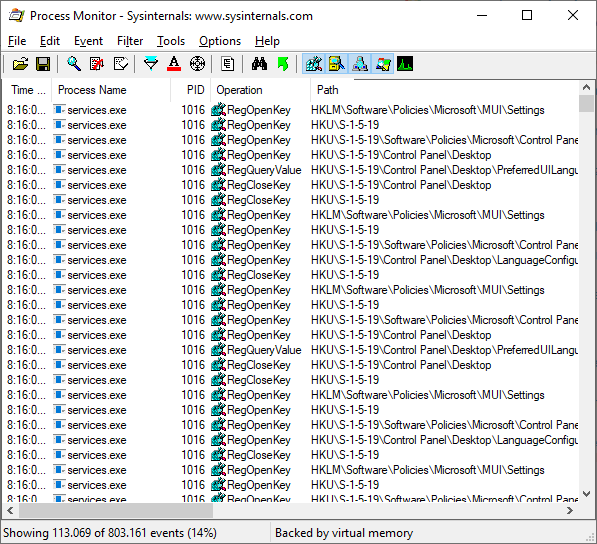 Process Monitor - Sysinternals: www.sysinternals.com
File Edit Event Filter Tools Options Help
Time ... Process Name PID Operation Path
8:16:0... services.exe 1016 RegOpenKey HKLM\Software\Policies\Microsoft\MUI\Settings
8:16:0... services.exe 1016 RegOpenKey HKU\S-1-5-19
8:16:0... services.exe 1016 RegOpenKey HKU\S-1-5-19\Software\Policies\Microsoft\Control Pane
8:16:0... services.exe 1016 RegOpenKey HKU\S-1-5-19\Control Panel\Desktop
8:16:0... services.exe 1016 RegQueryValue HKU\S-1-5-19\Control Panel\Desktop\PreferredUILangu
8:16:0... services.exe 1016 RegCloseKey HKU\S-1-5-19\Control Panel\Desktop
8:16:0... services.exe 1016 RegCloseKey HKU\S-1-5-19
8:16:0... services.exe 1016 RegOpenKey HKLM\Software\Policies\Microsoft\MUI\Settings
8:16:0... services.exe 1016 RegOpenKey HKU\S-1-5-19
8:16:0... services.exe 1016 RegOpenKey HKU\S-1-5-19\Software\Policies\Microsoft\Control Pane
8:16:0... services.exe 1016 RegOpenKey HKU\S-1-5-19\Control Panel\Desktop\LanguageConfigu
8:16:0... services.exe 1016 RegCloseKey HKU\S-1-5-19
8:16:0... services.exe 1016 RegOpenKey HKLM\Software\Policies\Microsoft\MUI\Settings
8:16:0... services.exe 1016 RegOpenKey HKU\S-1-5-19
8:16:0... services.exe 1016 RegOpenKey HKU\S-1-5-19\Software\Policies\Microsoft\Control Pane
8:16:0... services.exe 1016 RegOpenKey HKU\S-1-5-19\Control Panel\Desktop
8:16:0... services.exe 1016 RegQueryValue HKU\S-1-5-19\Control Panel\Desktop\PreferredUILangu
8:16:0... services.exe 1016 RegCloseKey HKU\S-1-5-19\Control Panel\Desktop
8:16:0... services.exe 1016 RegCloseKey HKU\S-1-5-19
8:16:0... services.exe 1016 RegOpenKey HKLM\Software\Policies\Microsoft\MUI\Settings
8:16:0... services.exe 1016 RegOpenKey HKU\S-1-5-19
8:16:0... services.exe 1016 RegOpenKey HKU\S-1-5-19\Software\Policies\Microsoft\Control Pane
8:16:0... services.exe 1016 RegOpenKey HKU\S-1-5-19\Control Panel\Desktop\LanguageConfigu
8:16:0... services.exe 1016 RegCloseKey HKU\S-1-5-19
8:16:0... services.exe 1016 RegOpenKey HKLM\Software\Policies\Microsoft\MUI\Settings
8:16:0... services.exe 1016 RegOpenKey HKU\S-1-5-19
8:16:0... services.exe 1016 RegOpenKey HKU\S-1-5-19\Software\Policies\Microsoft\Control Pane
Showing 113.069 of 803.161 events (14%) Backed by virtual memory